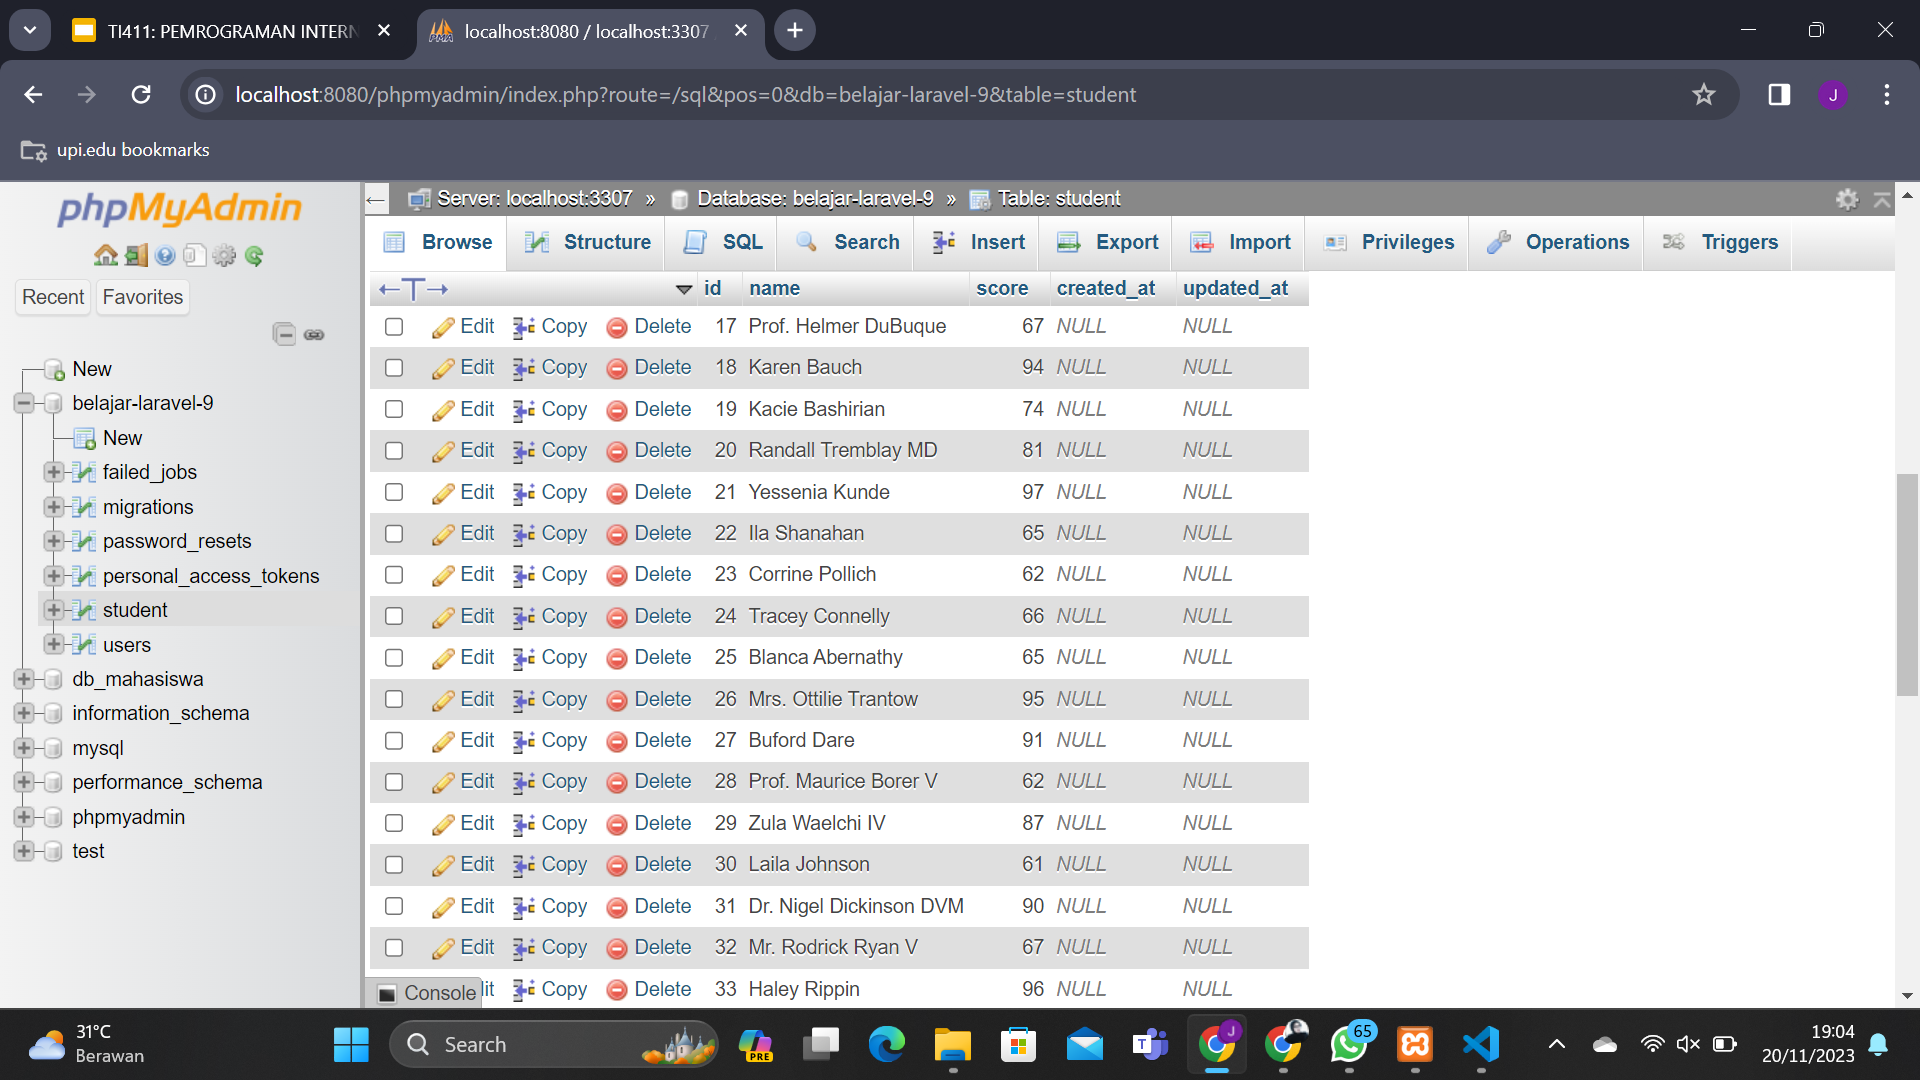 TI411: PEMROGRAMAN INTERN
localhost:8080 / localhost:3307
localhost:8080/phpmyadmin/index.php?route=/sql&pos=0&db=belajar-laravel-9&table=student
J
upi.edu bookmarks
phpMyAdmin
Recent Favorites
New
belajar-laravel-9
New
failed_jobs
migrations
password_resets
personal_access_tokens
student
users
db_mahasiswa
information_schema
mysql
performance_schema
phpmyadmin
test
Server: localhost:3307 » Database: belajar-laravel-9 » Table: student
Browse Structure SQL Search Insert Export Import Privileges Operations Triggers
←T→ id name score created_at updated_at
Edit Copy Delete 17 Prof. Helmer DuBuque 67 NULL NULL
Edit Copy Delete 18 Karen Bauch 94 NULL NULL
Edit Copy Delete 19 Kacie Bashirian 74 NULL NULL
Edit Copy Delete 20 Randall Tremblay MD 81 NULL NULL
Edit Copy Delete 21 Yessenia Kunde 97 NULL NULL
Edit Copy Delete 22 Ila Shanahan 65 NULL NULL
Edit Copy Delete 23 Corrine Pollich 62 NULL NULL
Edit Copy Delete 24 Tracey Connelly 66 NULL NULL
Edit Copy Delete 25 Blanca Abernathy 65 NULL NULL
Edit Copy Delete 26 Mrs. Ottilie Trantow 95 NULL NULL
Edit Copy Delete 27 Buford Dare 91 NULL NULL
Edit Copy Delete 28 Prof. Maurice Borer V 62 NULL NULL
Edit Copy Delete 29 Zula Waelchi IV 87 NULL NULL
Edit Copy Delete 30 Laila Johnson 61 NULL NULL
Edit Copy Delete 31 Dr. Nigel Dickinson DVM 90 NULL NULL
Edit Copy Delete 32 Mr. Rodrick Ryan V 67 NULL NULL
Console lit Copy Delete 33 Haley Rippin 96 NULL NULL
31°C
Berawan
Search
PRE
J
65
19:04
20/11/2023